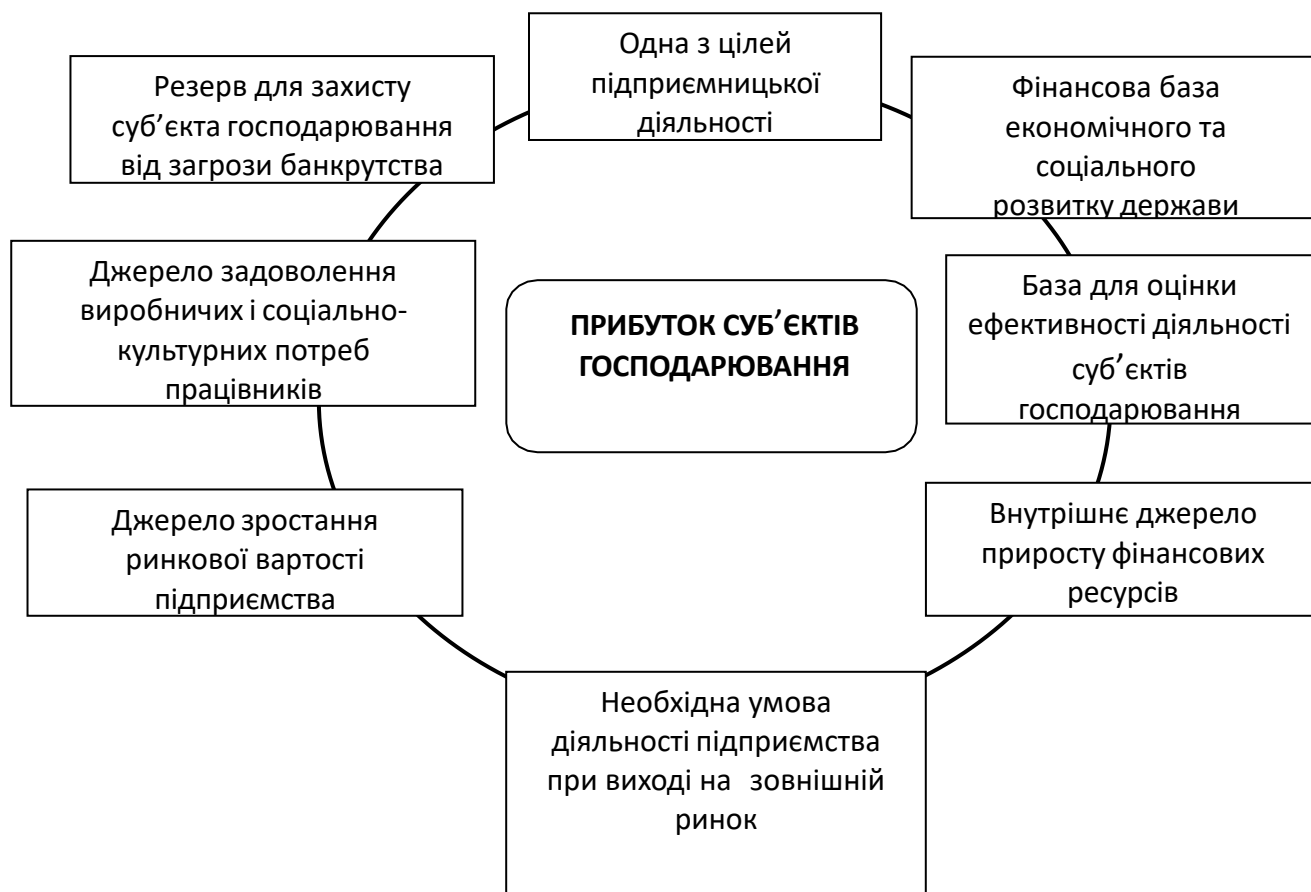 Одна з цілей
підприємницької
діяльності
Резерв для захисту
суб’єкта господарювання
від загрози банкрутства
Фінансова база
економічного та
соціального
розвитку держави
Джерело задоволення
виробничих і соціально-
культурних потреб
працівників
ПРИБУТОК СУБ’ЄКТІВ
ГОСПОДАРЮВАННЯ
База для оцінки
ефективності діяльності
суб’єктів
господарювання
Джерело зростання
ринкової вартості
підприємства
Внутрішнє джерело
приросту фінансових
ресурсів
Необхідна умова
діяльності підприємства
при виході на зовнішній
ринок